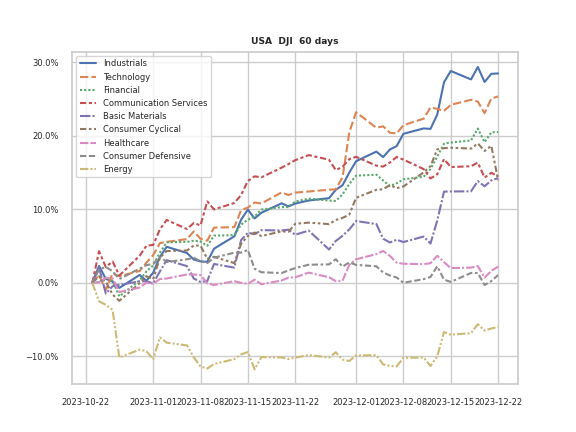 USA  DJI  60 days
30.0%
20.0%
10.0%
0.0%
−10.0%
Industrials
Technology
Financial
Communication Services
Basic Materials
Consumer Cyclical
Healthcare
Consumer Defensive
Energy
2023-10-22
2023-11-01
2023-11-08
2023-11-15
2023-11-22
2023-12-01
2023-12-08
2023-12-15
2023-12-22